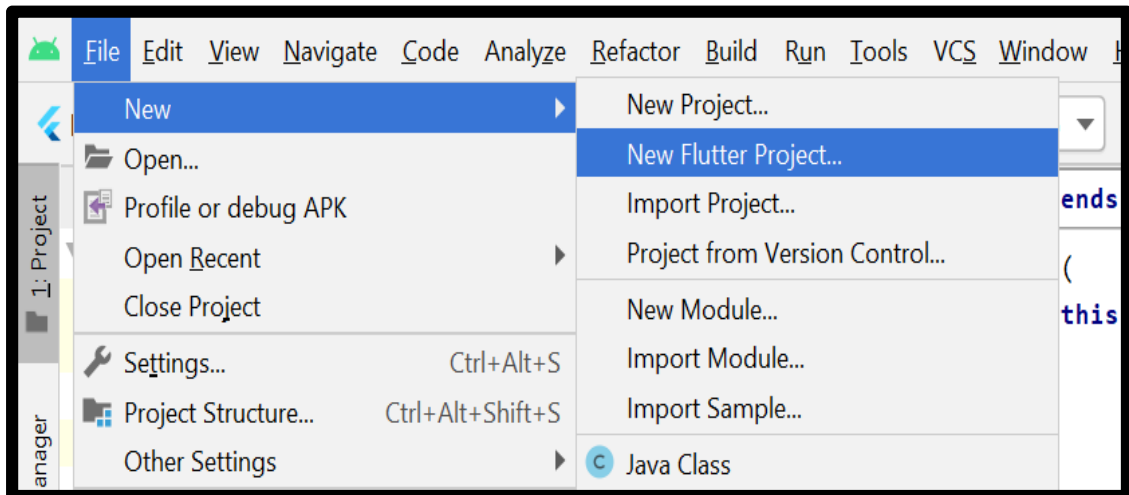 File Edit View Navigate Code Analyze Refactor Build Run Tools VCS Window
New
Open...
Profile or debug APK
Open Recent
Close Project
Settings... Ctrl+Alt+S
Project Structure... Ctrl+Alt+Shift+S
Other Settings
New Project...
New Flutter Project...
Import Project...
Project from Version Control...
New Module...
Import Module...
Import Sample...
C Java Class
1: Project
anager
ends
(
this